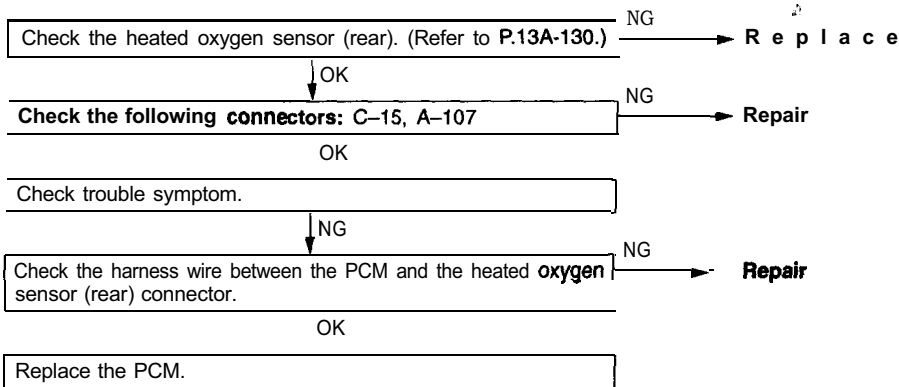 NG
Check the heated oxygen sensor (rear). (Refer to P.13A-130.)
Replace
OK
NG
Check the following connectors: C–15, A–107
Repair
OK
Check trouble symptom.
NG
NG
Check the harness wire between the PCM and the heated oxygen
sensor (rear) connector.
Repair
OK
Replace the PCM.